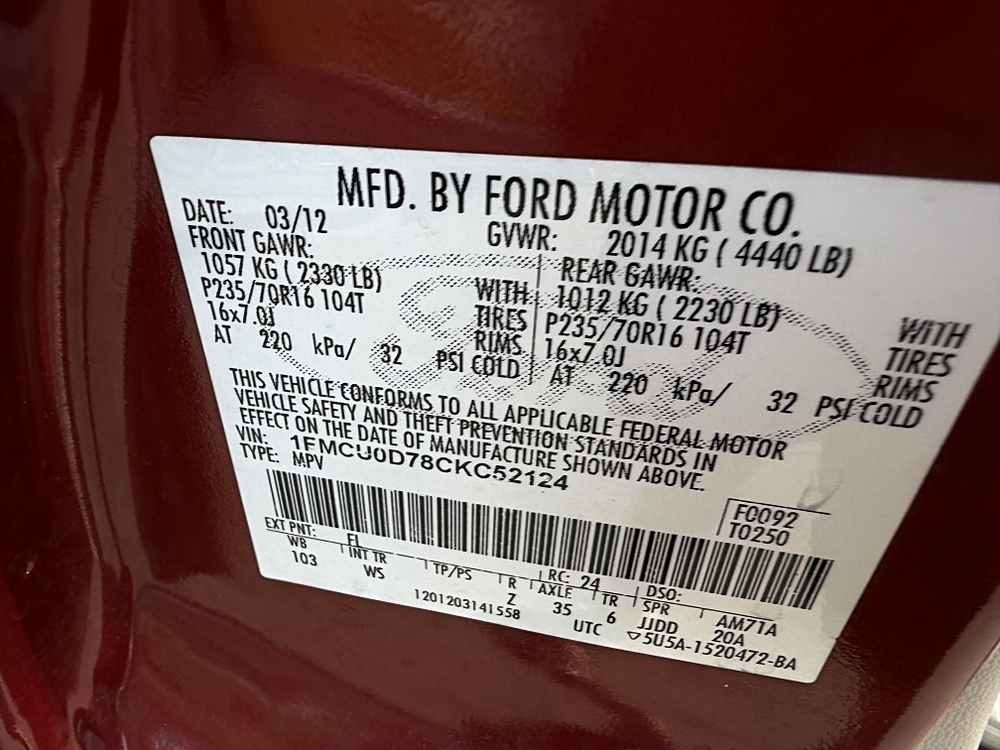 MFD. BY FORD MOTOR CO.
DATE: 03/12 GVWR: 2014 KG ( 4440 LB)
FRONT GAWR: REAR GAWR:
1057 KG ( 2330 LB) WITH 1012 KG ( 2230 LB) WITH
P235/70R16 104T TIRES P235/70R16 104T TIRES
16x7.0J RIMS 16x7.0J RIMS
AT 220 kPa/ 32 PSI COLD AT 220 kPa/ 32 PSI COLD
THIS VEHICLE CONFORMS TO ALL APPLICABLE FEDERAL MOTOR
VEHICLE SAFETY AND THEFT PREVENTION STANDARDS IN
EFFECT ON THE DATE OF MANUFACTURE SHOWN ABOVE.
VIN: 1FMCU0D78CKC52124
TYPE: MPV
F0092
T0250
EXT PNT: FL RC: 24 DSO:
WB INT TR TP/PS R AXLE TR SPR AM71A
103 WS Z 35 6 JJDD 20A
1201203141558 UTC ▽5U5A-1520472-BA